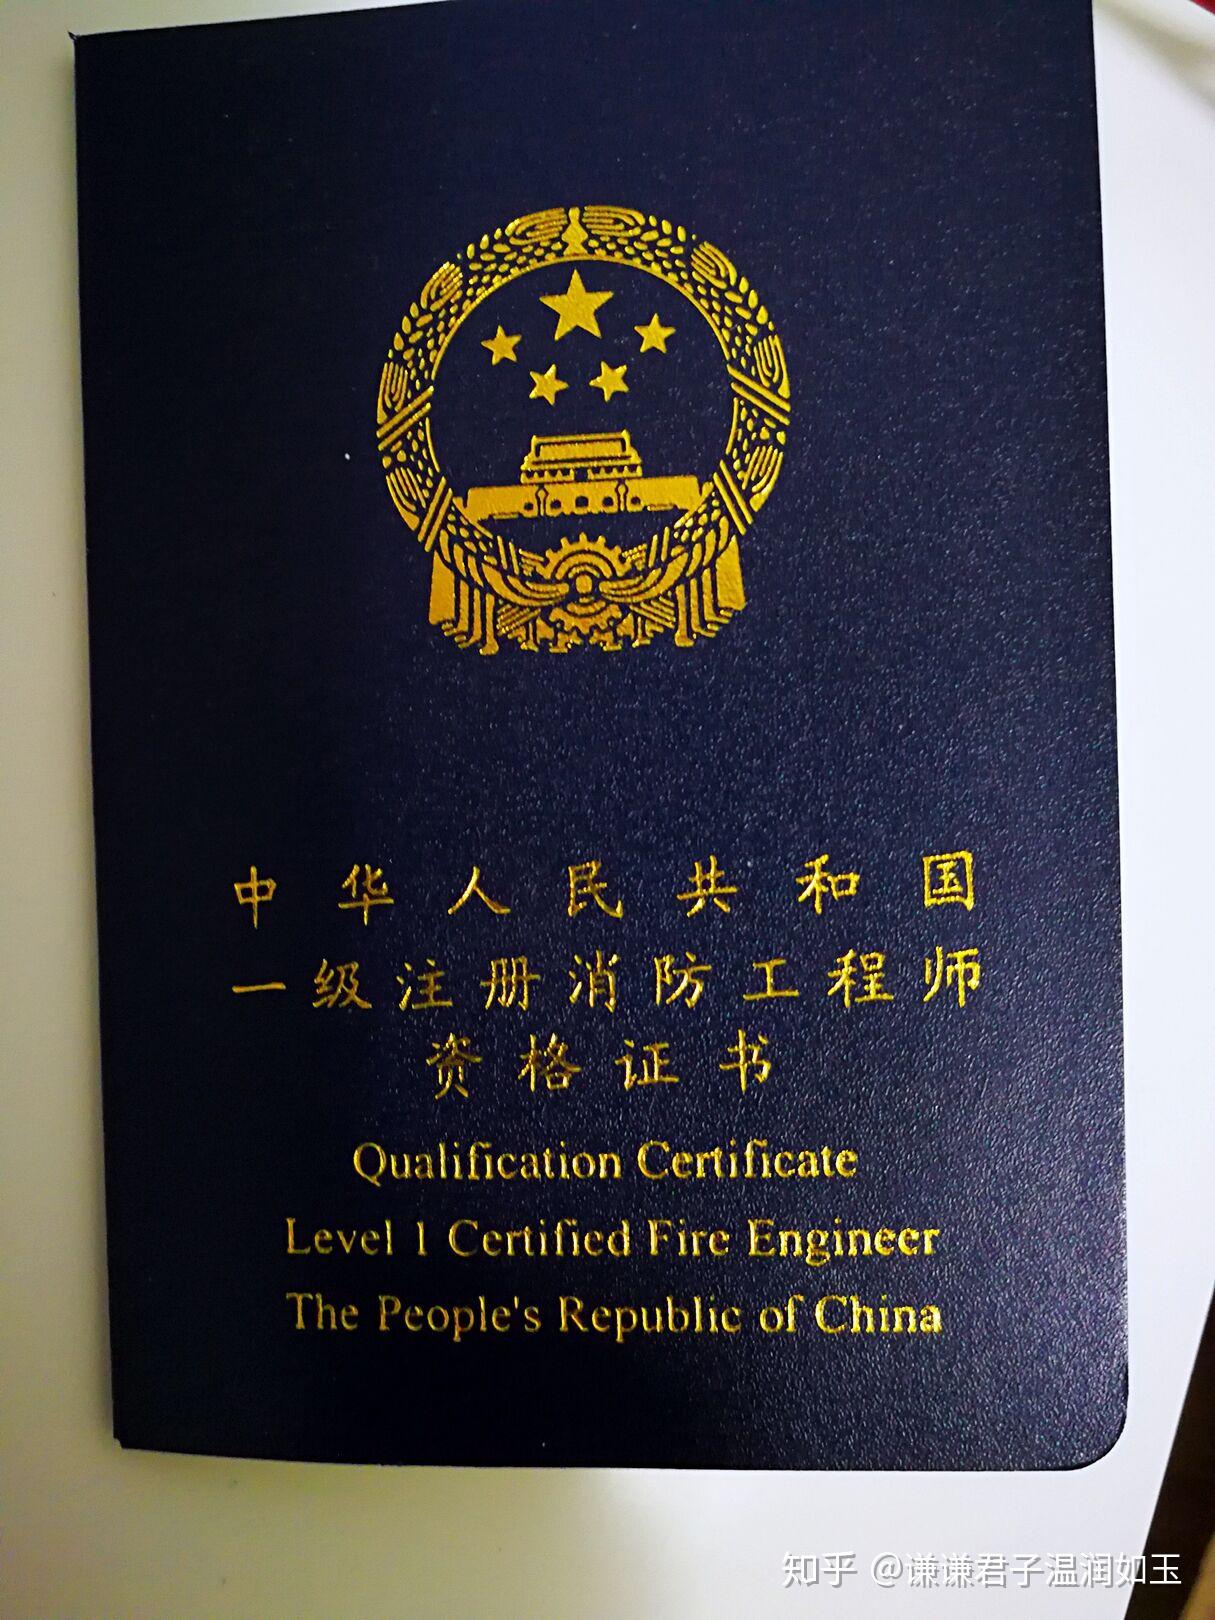 中华人民共和国
一级注册消防工程师
资格证书
Qualification Certificate
Level 1 Certified Fire Engineer
The People's Republic of China
知乎 @谦谦君子温润如玉